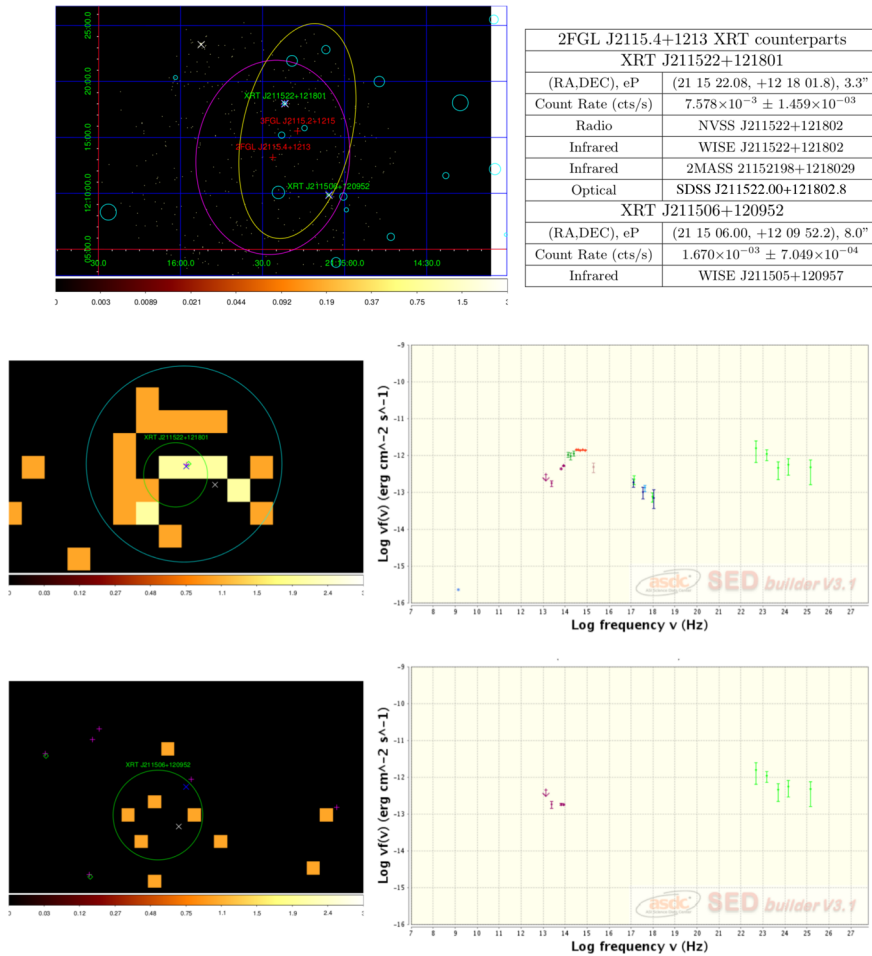 2FGL J2115.4+1213 XRT counterparts
XRT J211522+121801
(RA,DEC), eP (21 15 22.08, +12 18 01.8), 3.3”
Count Rate (cts/s) 7.578×10−3 ± 1.459×10−03
Radio NVSS J211522+121802
Infrared WISE J211522+121802
Infrared 2MASS 21152198+1218029
Optical SDSS J211522.00+121802.8
XRT J211506+120952
(RA,DEC), eP (21 15 06.00, +12 09 52.2), 8.0”
Count Rate (cts/s) 1.670×10−03 ± 7.049×10−04
Infrared WISE J211505+120957
25:00.0
20:00.0
15:00.0
12:10:00.0
05:00.0
XRT J211522+121801
3FGL J2115.2+1215
2FGL J2115.4+1213
XRT J211506+120952
30.0 16:00.0 30.0 21:15:00.0 14:30.0
0.003 0.0089 0.021 0.044 0.092 0.19 0.37 0.75 1.5
XRT J211522+121801
0.03 0.12 0.27 0.48 0.75 1.1 1.5 1.9 2.4
Log νf(ν) (erg cm^-2 s^-1)
-9
-10
-11
-12
-13
-14
-15
-16
7 8 9 10 11 12 13 14 15 16 17 18 19 20 21 22 23 24 25 26 27
Log frequency ν (Hz)
asdc SED builder V3.1
XRT J211506+120952
0.03 0.12 0.27 0.48 0.75 1.1 1.5 1.9 2.4
Log νf(ν) (erg cm^-2 s^-1)
-9
-10
-11
-12
-13
-14
-15
-16
7 8 9 10 11 12 13 14 15 16 17 18 19 20 21 22 23 24 25 26 27
Log frequency ν (Hz)
asdc SED builder V3.1